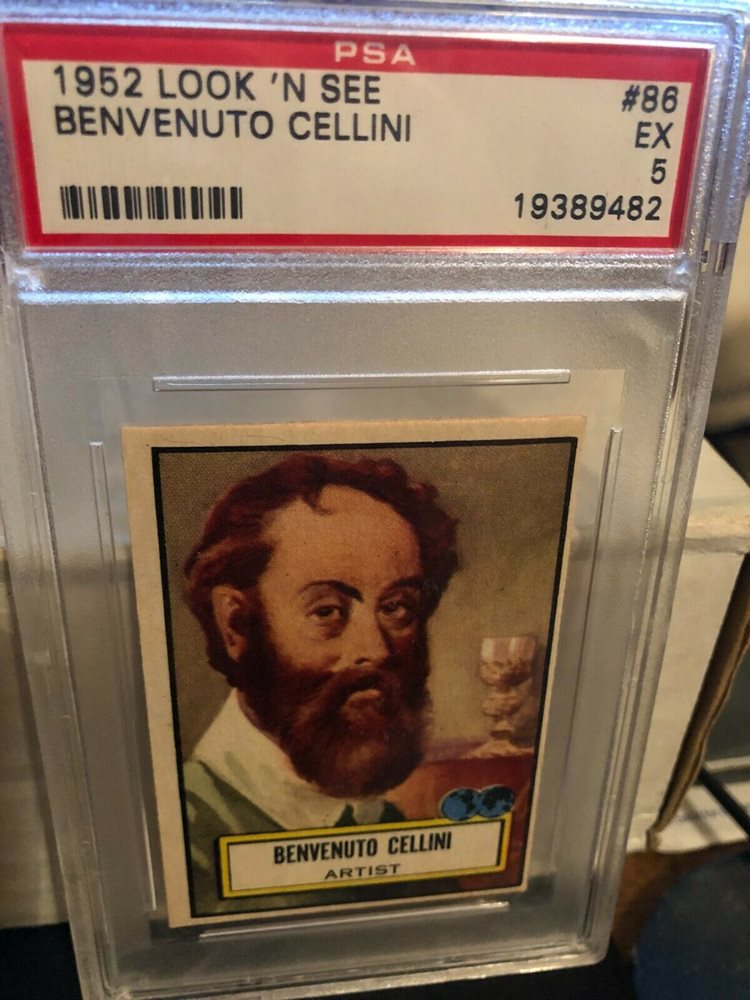 PSA
1952 LOOK 'N SEE
BENVENUTO CELLINI
#86
EX
5
19389482
BENVENUTO CELLINI
ARTIST